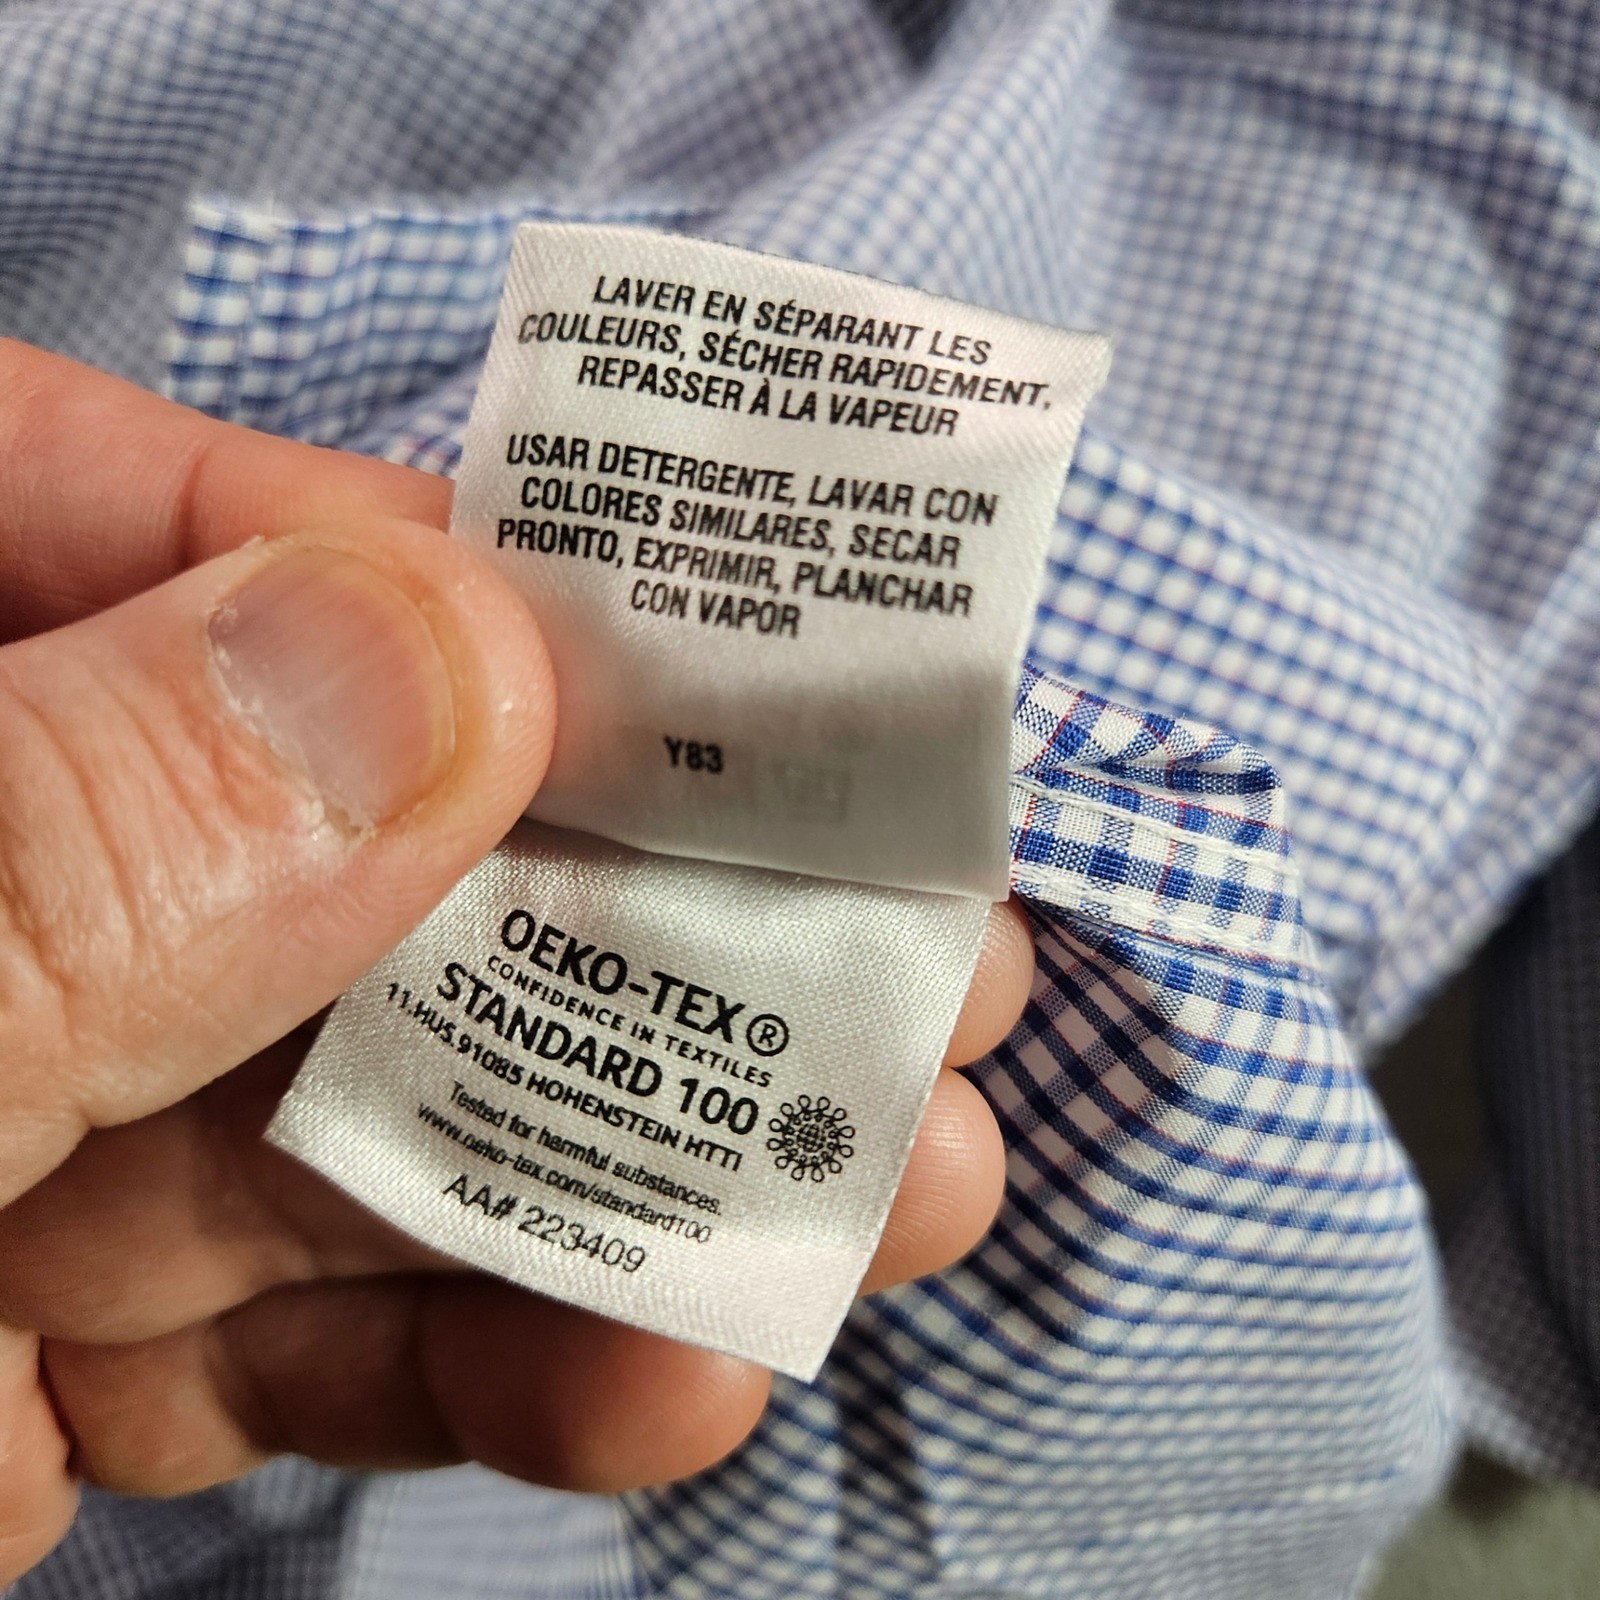 LAVER EN SÉPARANT LES
COULEURS, SÉCHER RAPIDEMENT,
REPASSER À LA VAPEUR
USAR DETERGENTE, LAVAR CON
COLORES SIMILARES, SECAR
PRONTO, EXPRIMIR, PLANCHAR
CON VAPOR
Y83
OEKO-TEX®
CONFIDENCE IN TEXTILES
STANDARD 100
11.HUS.91085 HOHENSTEIN HTTI
Tested for harmful substances.
www.oeko-tex.com/standard100
AA# 223409